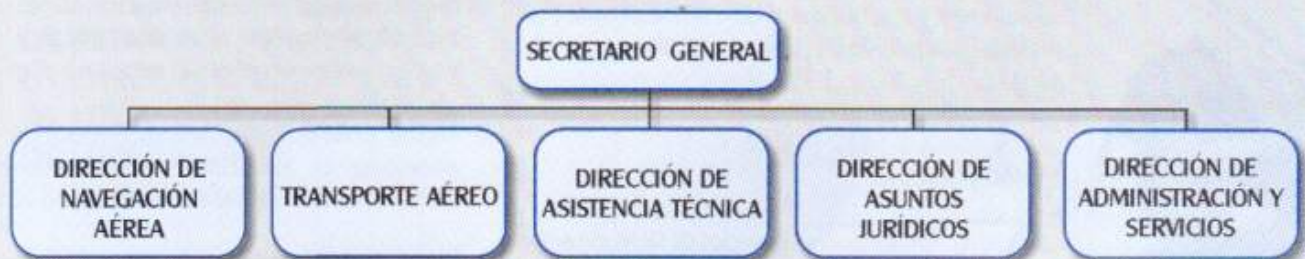 SECRETARIO GENERAL
DIRECCIÓN DE
NAVEGACIÓN
AÉREA
TRANSPORTE AÉREO
DIRECCIÓN DE
ASISTENCIA TÉCNICA
DIRECCIÓN DE
ASUNTOS
JURÍDICOS
DIRECCIÓN DE
ADMINISTRACIÓN Y
SERVICIOS